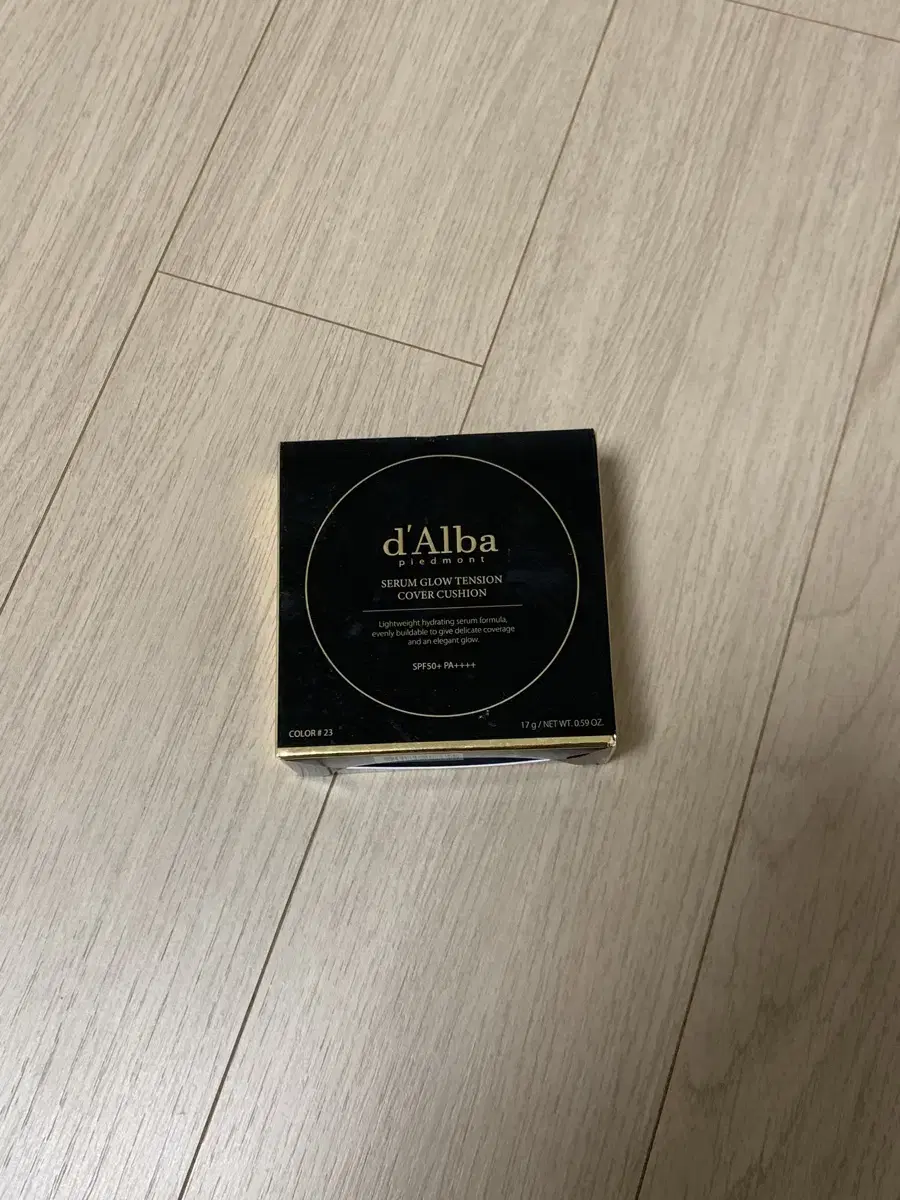 d'Alba
piedmont
SERUM GLOW TENSION
COVER CUSHION
Lightweight hydrating serum formula,
evenly buildable to give delicate coverage
and an elegant glow.
SPF50+ PA++++
COLOR # 23
17 g / NET WT. 0.59 OZ.